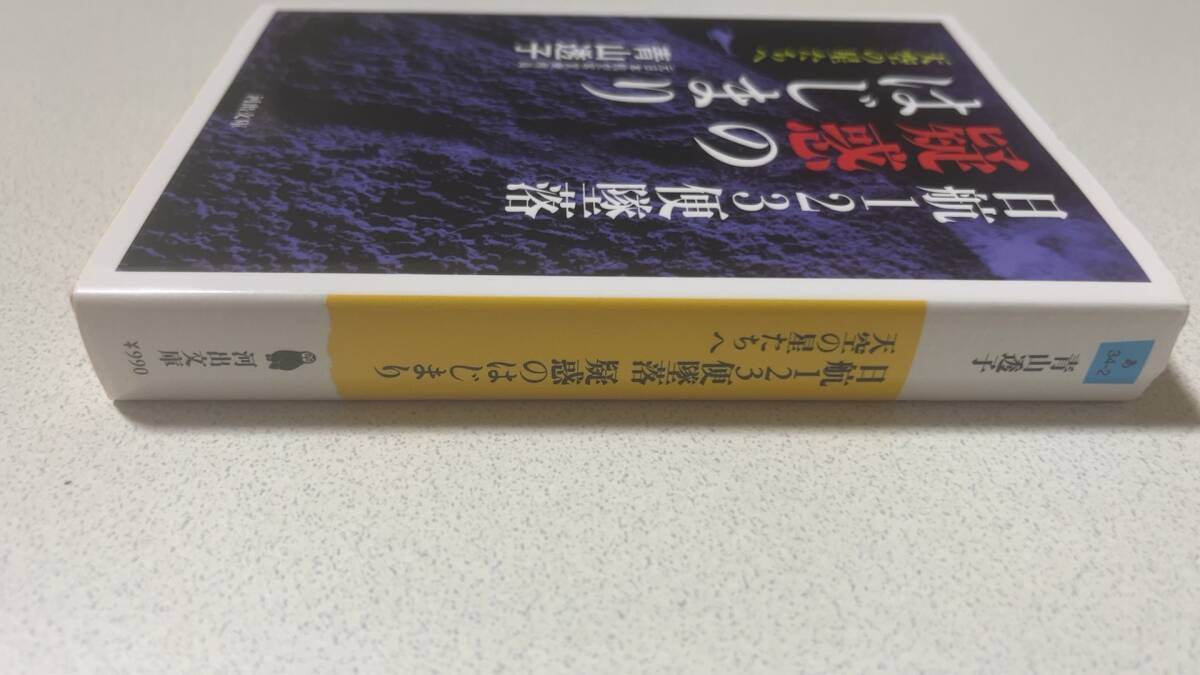 日航
123便墜落
疑惑の
はじまり
天空の星たちへ
青山透子
河出文庫
天空の星たちへ
日航123便墜落 疑惑のはじまり
青山透子
あ
34-2
河出文庫
¥990